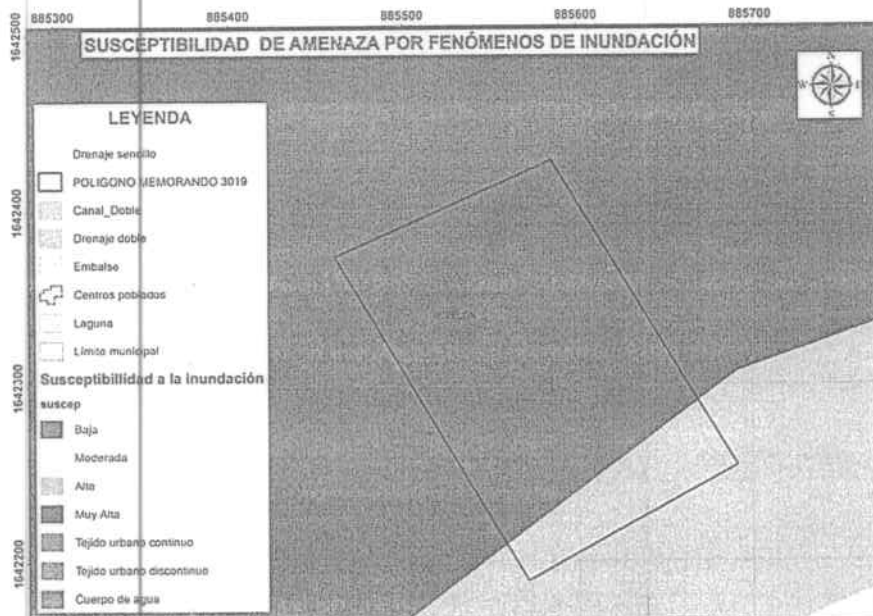 885300 885400 885500 885600 885700
1642500
SUSCEPTIBILIDAD DE AMENAZA POR FENÓMENOS DE INUNDACIÓN
N
W E
S
LEYENDA
Drenaje sencillo
POLIGONO MEMORANDO 3019
1642400
Canal_Doble
Drenaje doble
Embalse
Centros poblados
Laguna
Límite municipal
1642300
Susceptibillidad a la inundación
suscep
Baja
Moderada
Alta
Muy Alta
Tejido urbano continuo
1642200
Tejido urbano discontinuo
Cuerpo de agua